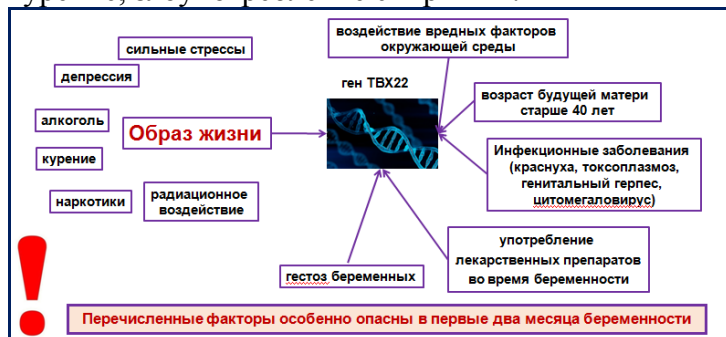 сильные стрессы
депрессия
алкоголь
курение
наркотики
Образ жизни
радиационное
воздействие
ген TBX22
воздействие вредных факторов
окружающей среды
возраст будущей матери
старше 40 лет
Инфекционные заболевания
(краснуха, токсоплазмоз,
генитальный герпес,
цитомегаловирус)
употребление
лекарственных препаратов
во время беременности
гестоз беременных
!
Перечисленные факторы особенно опасны в первые два месяца беременности